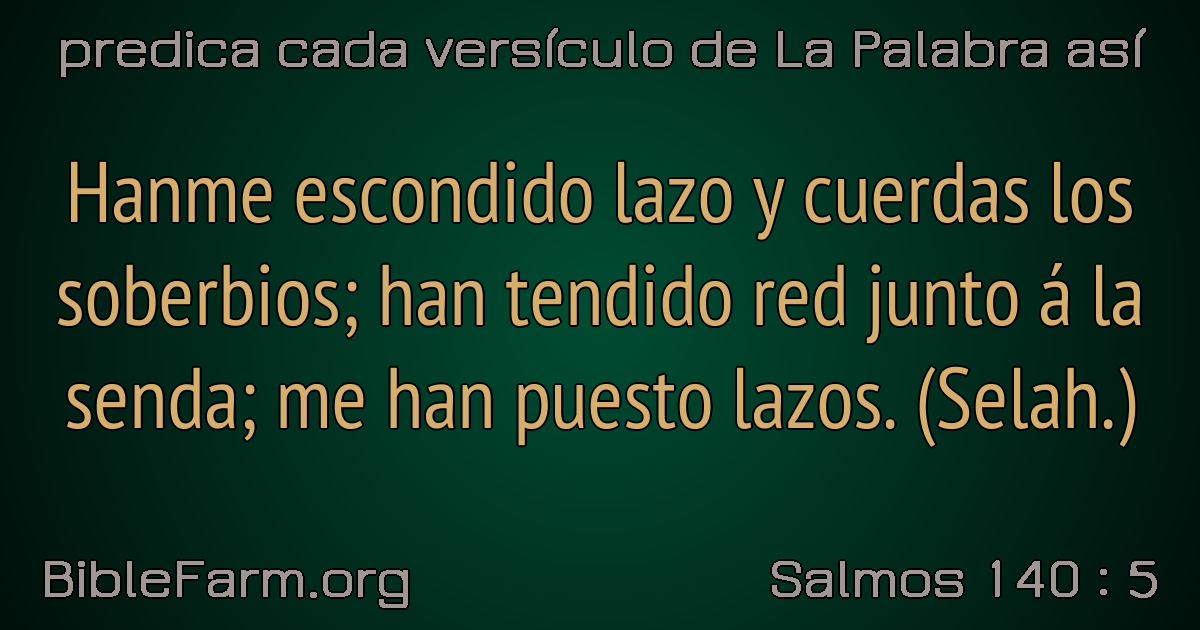 predica cada versículo de La Palabra así
Hanme escondido lazo y cuerdas los
soberbios; han tendido red junto á la
senda; me han puesto lazos. (Selah.)
BibleFarm.org
Salmos 140 : 5